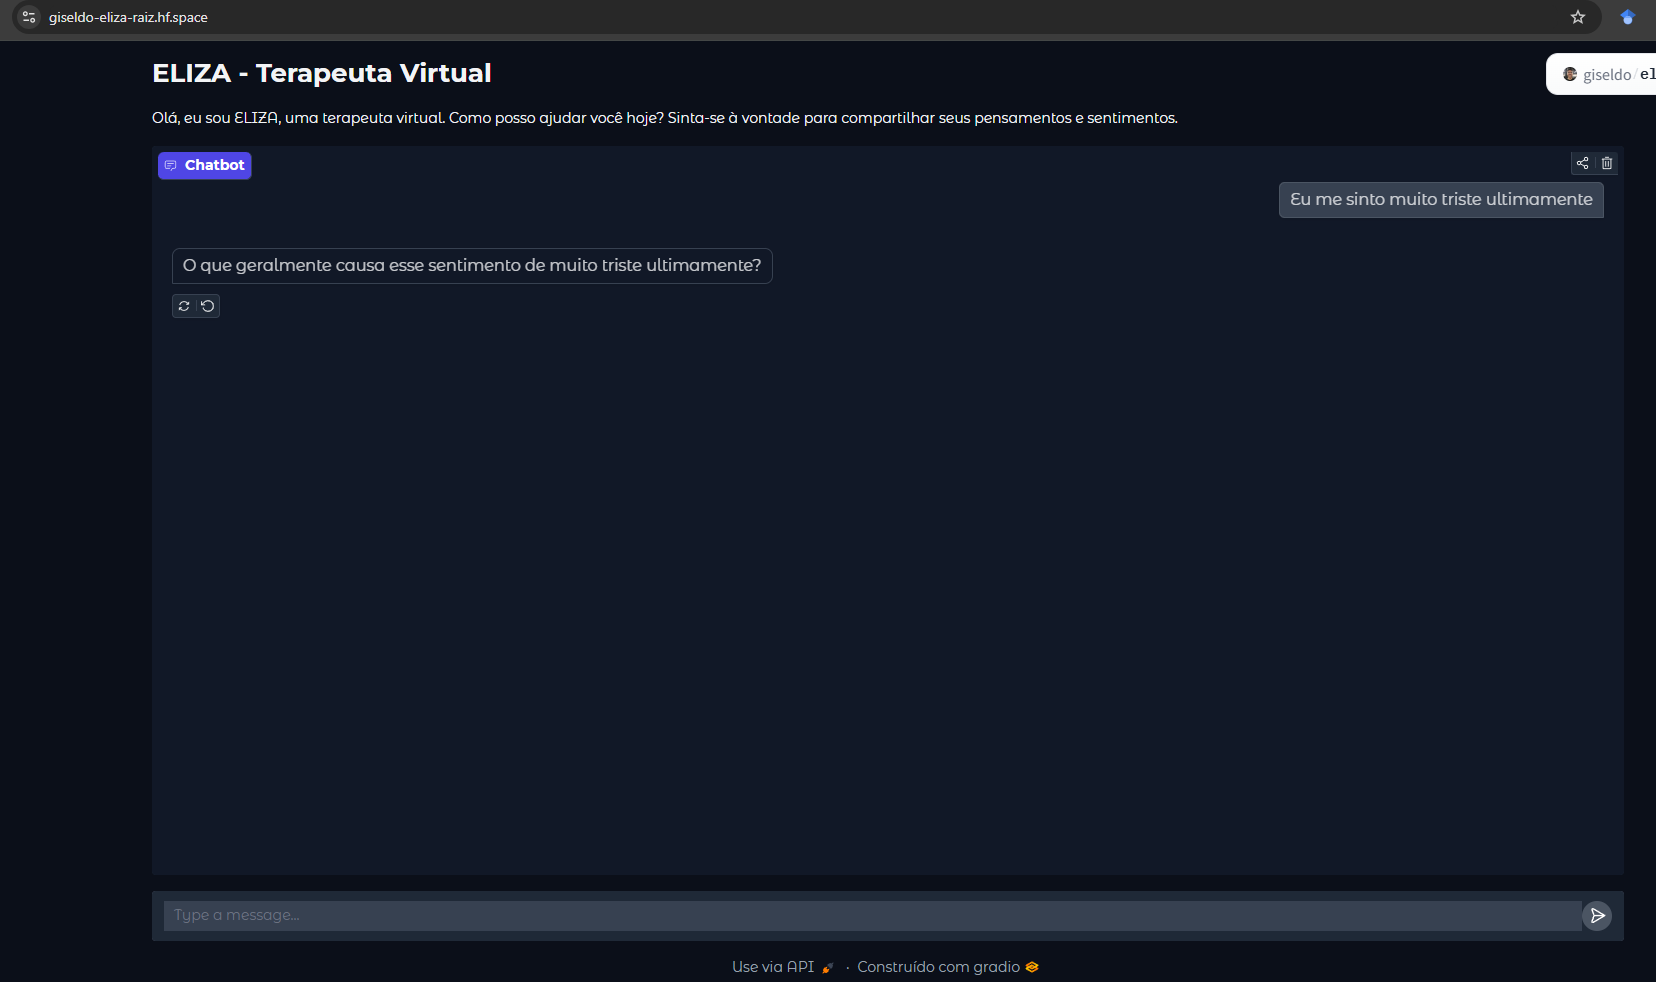 giseldo-eliza-raiz.hf.space
ELIZA - Terapeuta Virtual
giseldo/el
Olá, eu sou ELIZA, uma terapeuta virtual. Como posso ajudar você hoje? Sinta-se à vontade para compartilhar seus pensamentos e sentimentos.
Chatbot
Eu me sinto muito triste ultimamente
O que geralmente causa esse sentimento de muito triste ultimamente?
Type a message...
Use via API · Construído com gradio